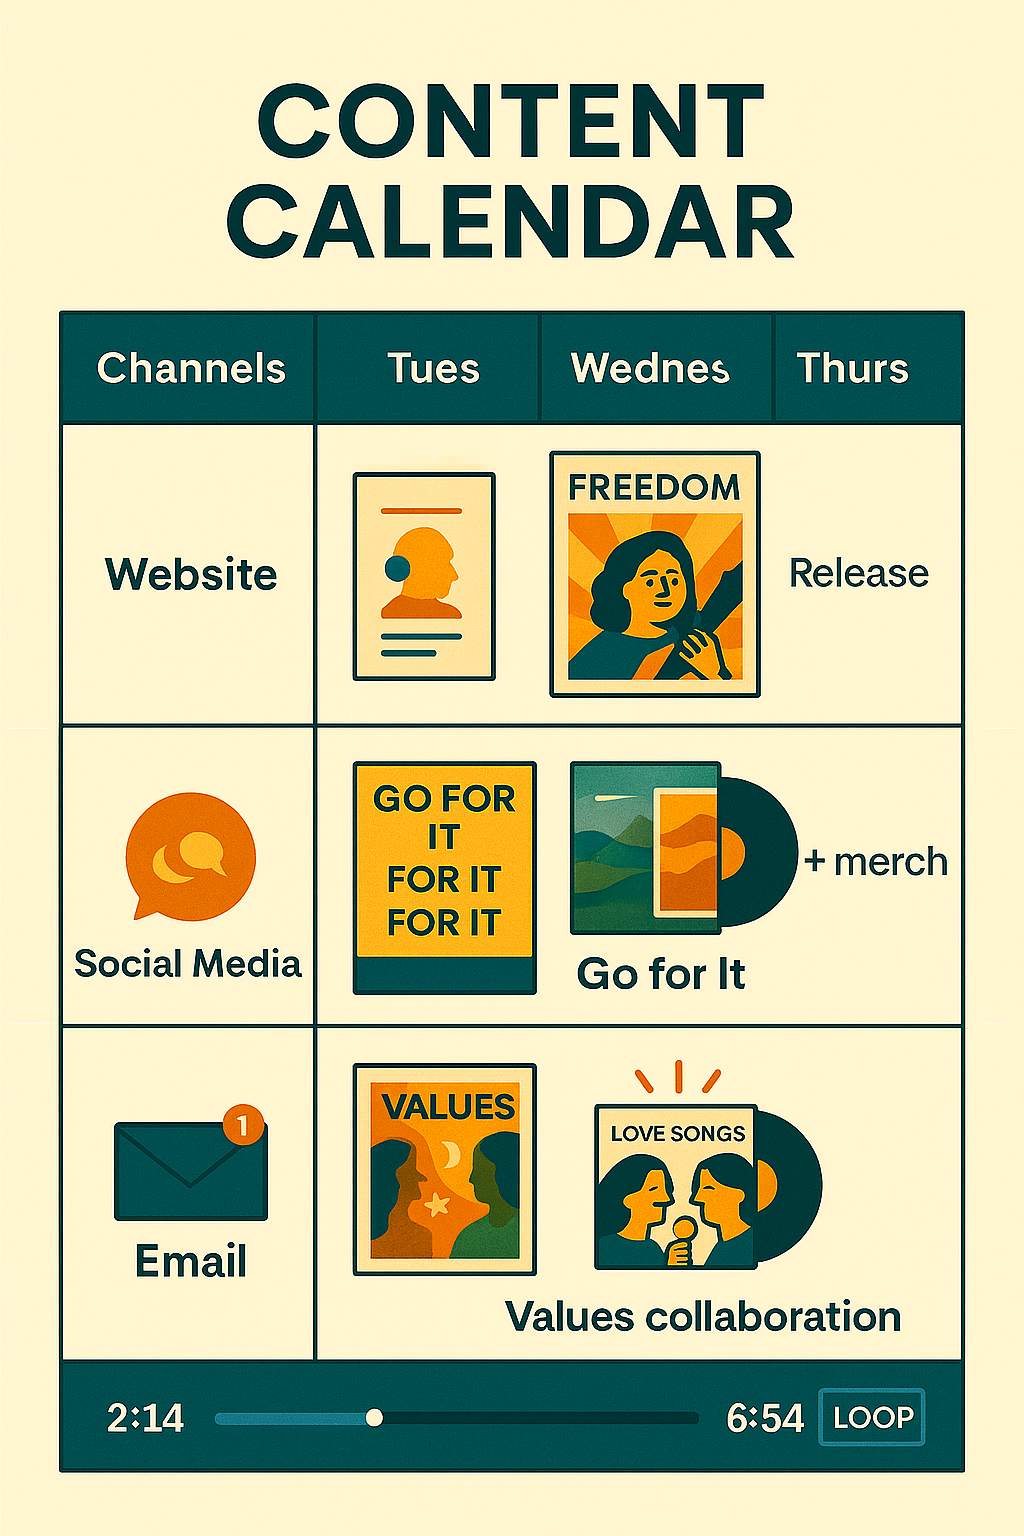 CONTENT
CALENDAR
Channels Tues Wednes Thurs
Website
FREEDOM
Release
Social Media
GO FOR
IT
FOR IT
FOR IT
Go for It
+ merch
1
Email
VALUES
LOVE SONGS
Values collaboration
2:14 6:54 LOOP